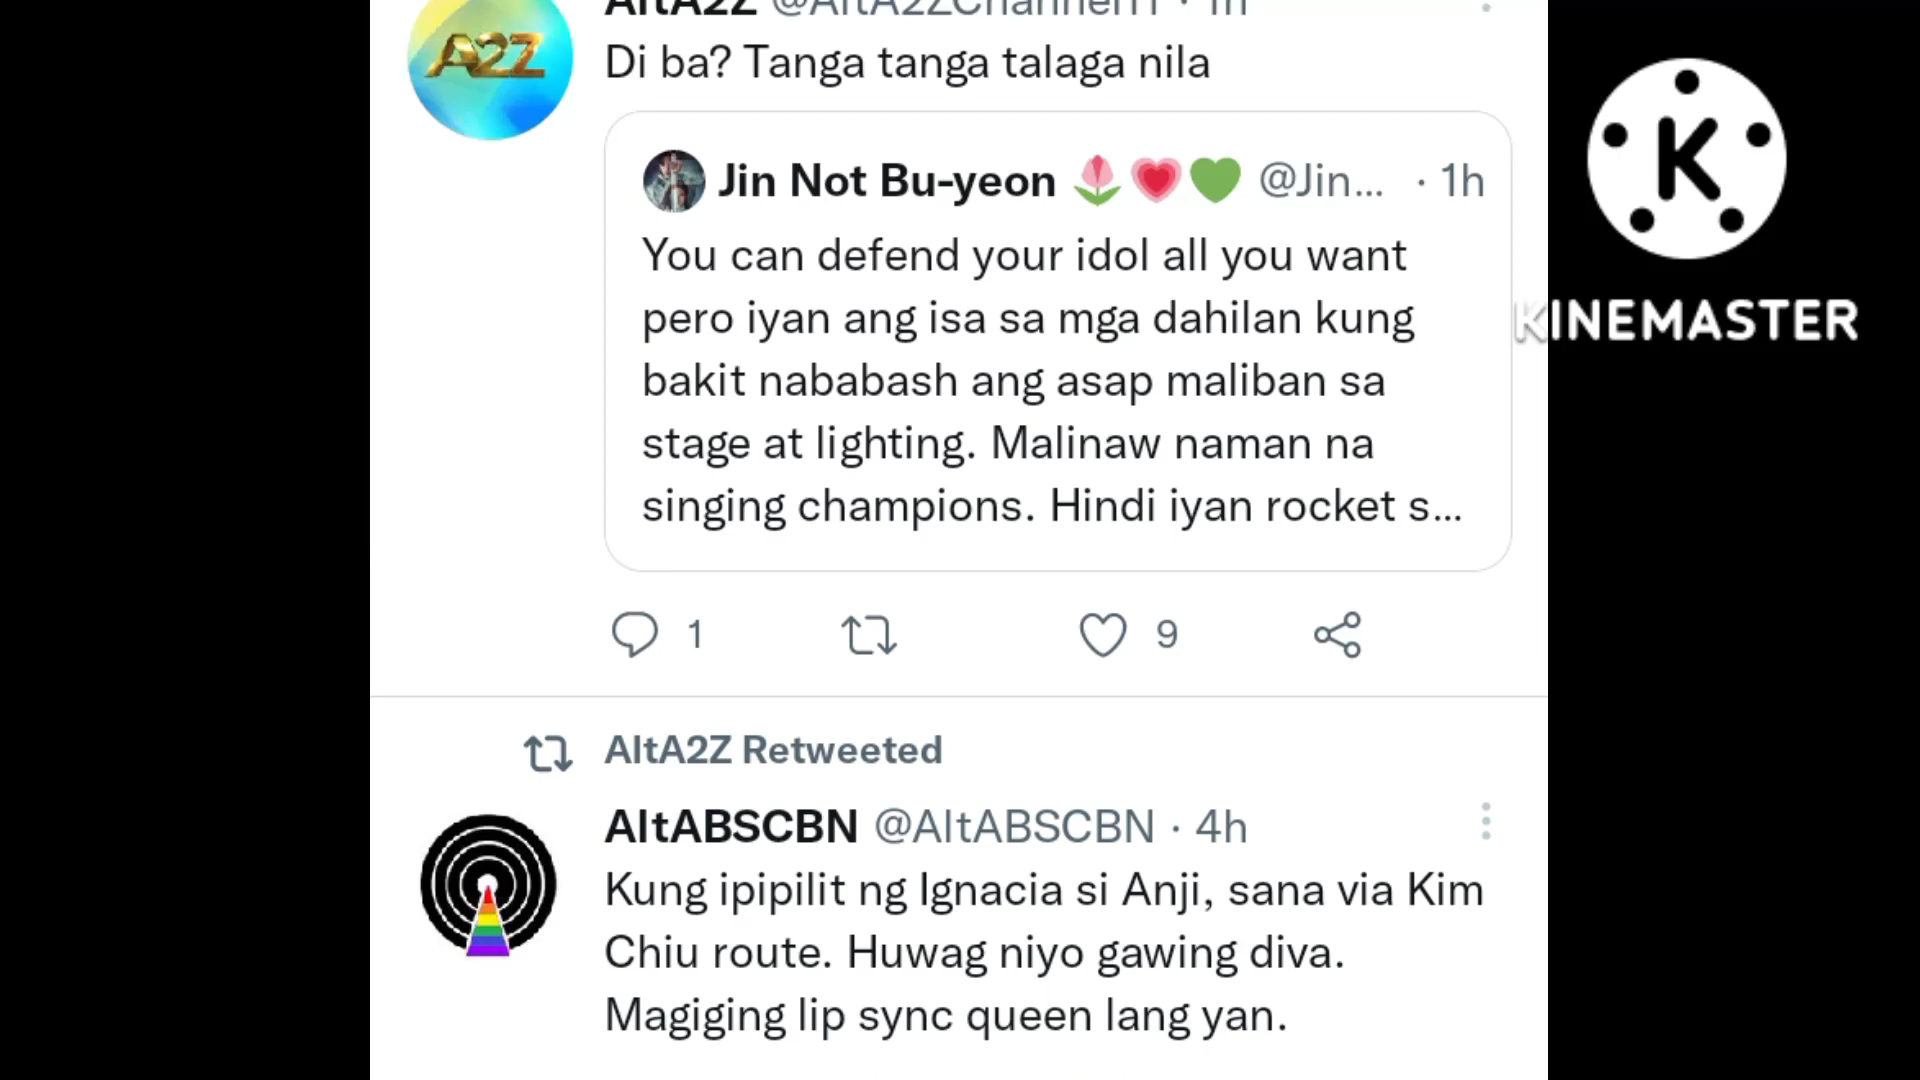 AltA2Z @AltA2ZChannel11 · 1h
A2Z
Di ba? Tanga tanga talaga nila
Jin Not Bu-yeon 🌷💗💚 @Jin... · 1h
You can defend your idol all you want
pero iyan ang isa sa mga dahilan kung
bakit nababash ang asap maliban sa
stage at lighting. Malinaw naman na
singing champions. Hindi iyan rocket s...
1 9
AltA2Z Retweeted
AltABSCBN @AltABSCBN · 4h
Kung ipipilit ng Ignacia si Anji, sana via Kim
Chiu route. Huwag niyo gawing diva.
Magiging lip sync queen lang yan.
K
KINEMASTER